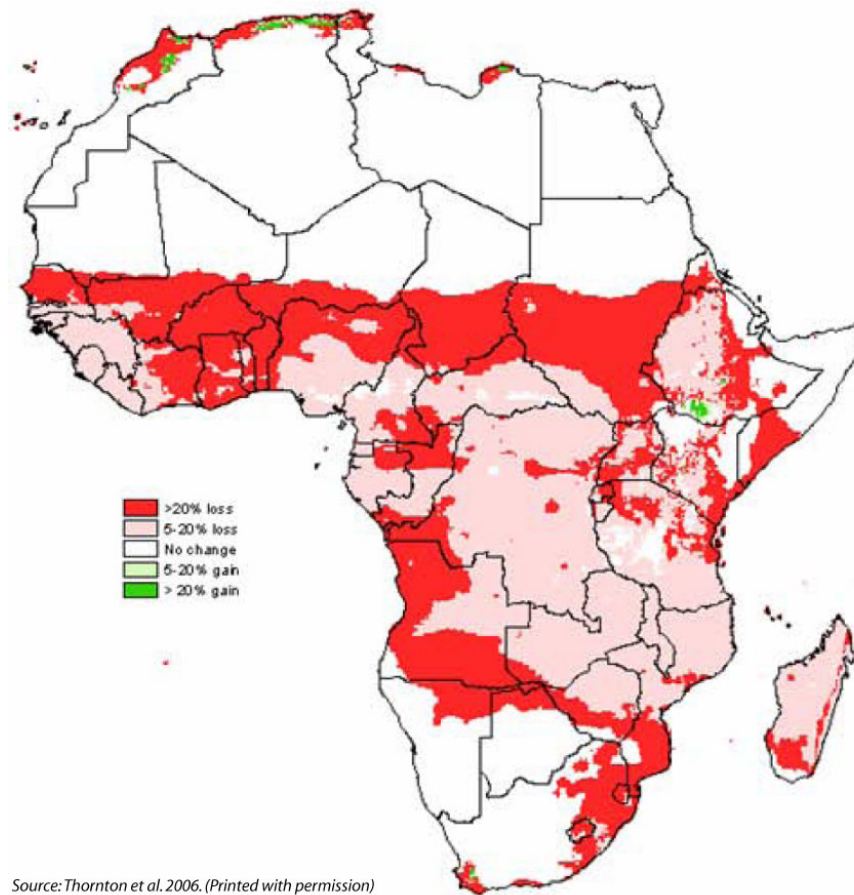 >20% loss
5-20% loss
No change
5-20% gain
> 20% gain
Source: Thornton et al. 2006. (Printed with permission)